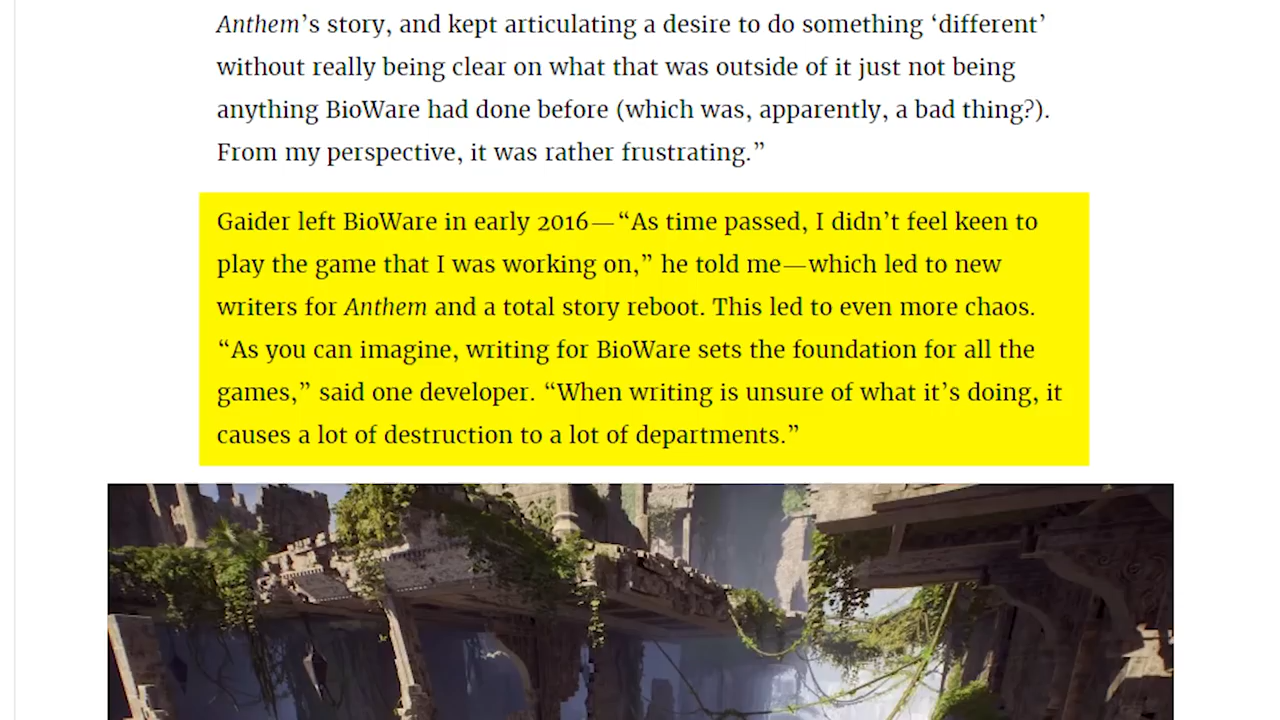 Anthem’s story, and kept articulating a desire to do something ‘different’
without really being clear on what that was outside of it just not being
anything BioWare had done before (which was, apparently, a bad thing?).
From my perspective, it was rather frustrating.”
Gaider left BioWare in early 2016—“As time passed, I didn’t feel keen to
play the game that I was working on,” he told me—which led to new
writers for Anthem and a total story reboot. This led to even more chaos.
“As you can imagine, writing for BioWare sets the foundation for all the
games,” said one developer. “When writing is unsure of what it’s doing, it
causes a lot of destruction to a lot of departments.”